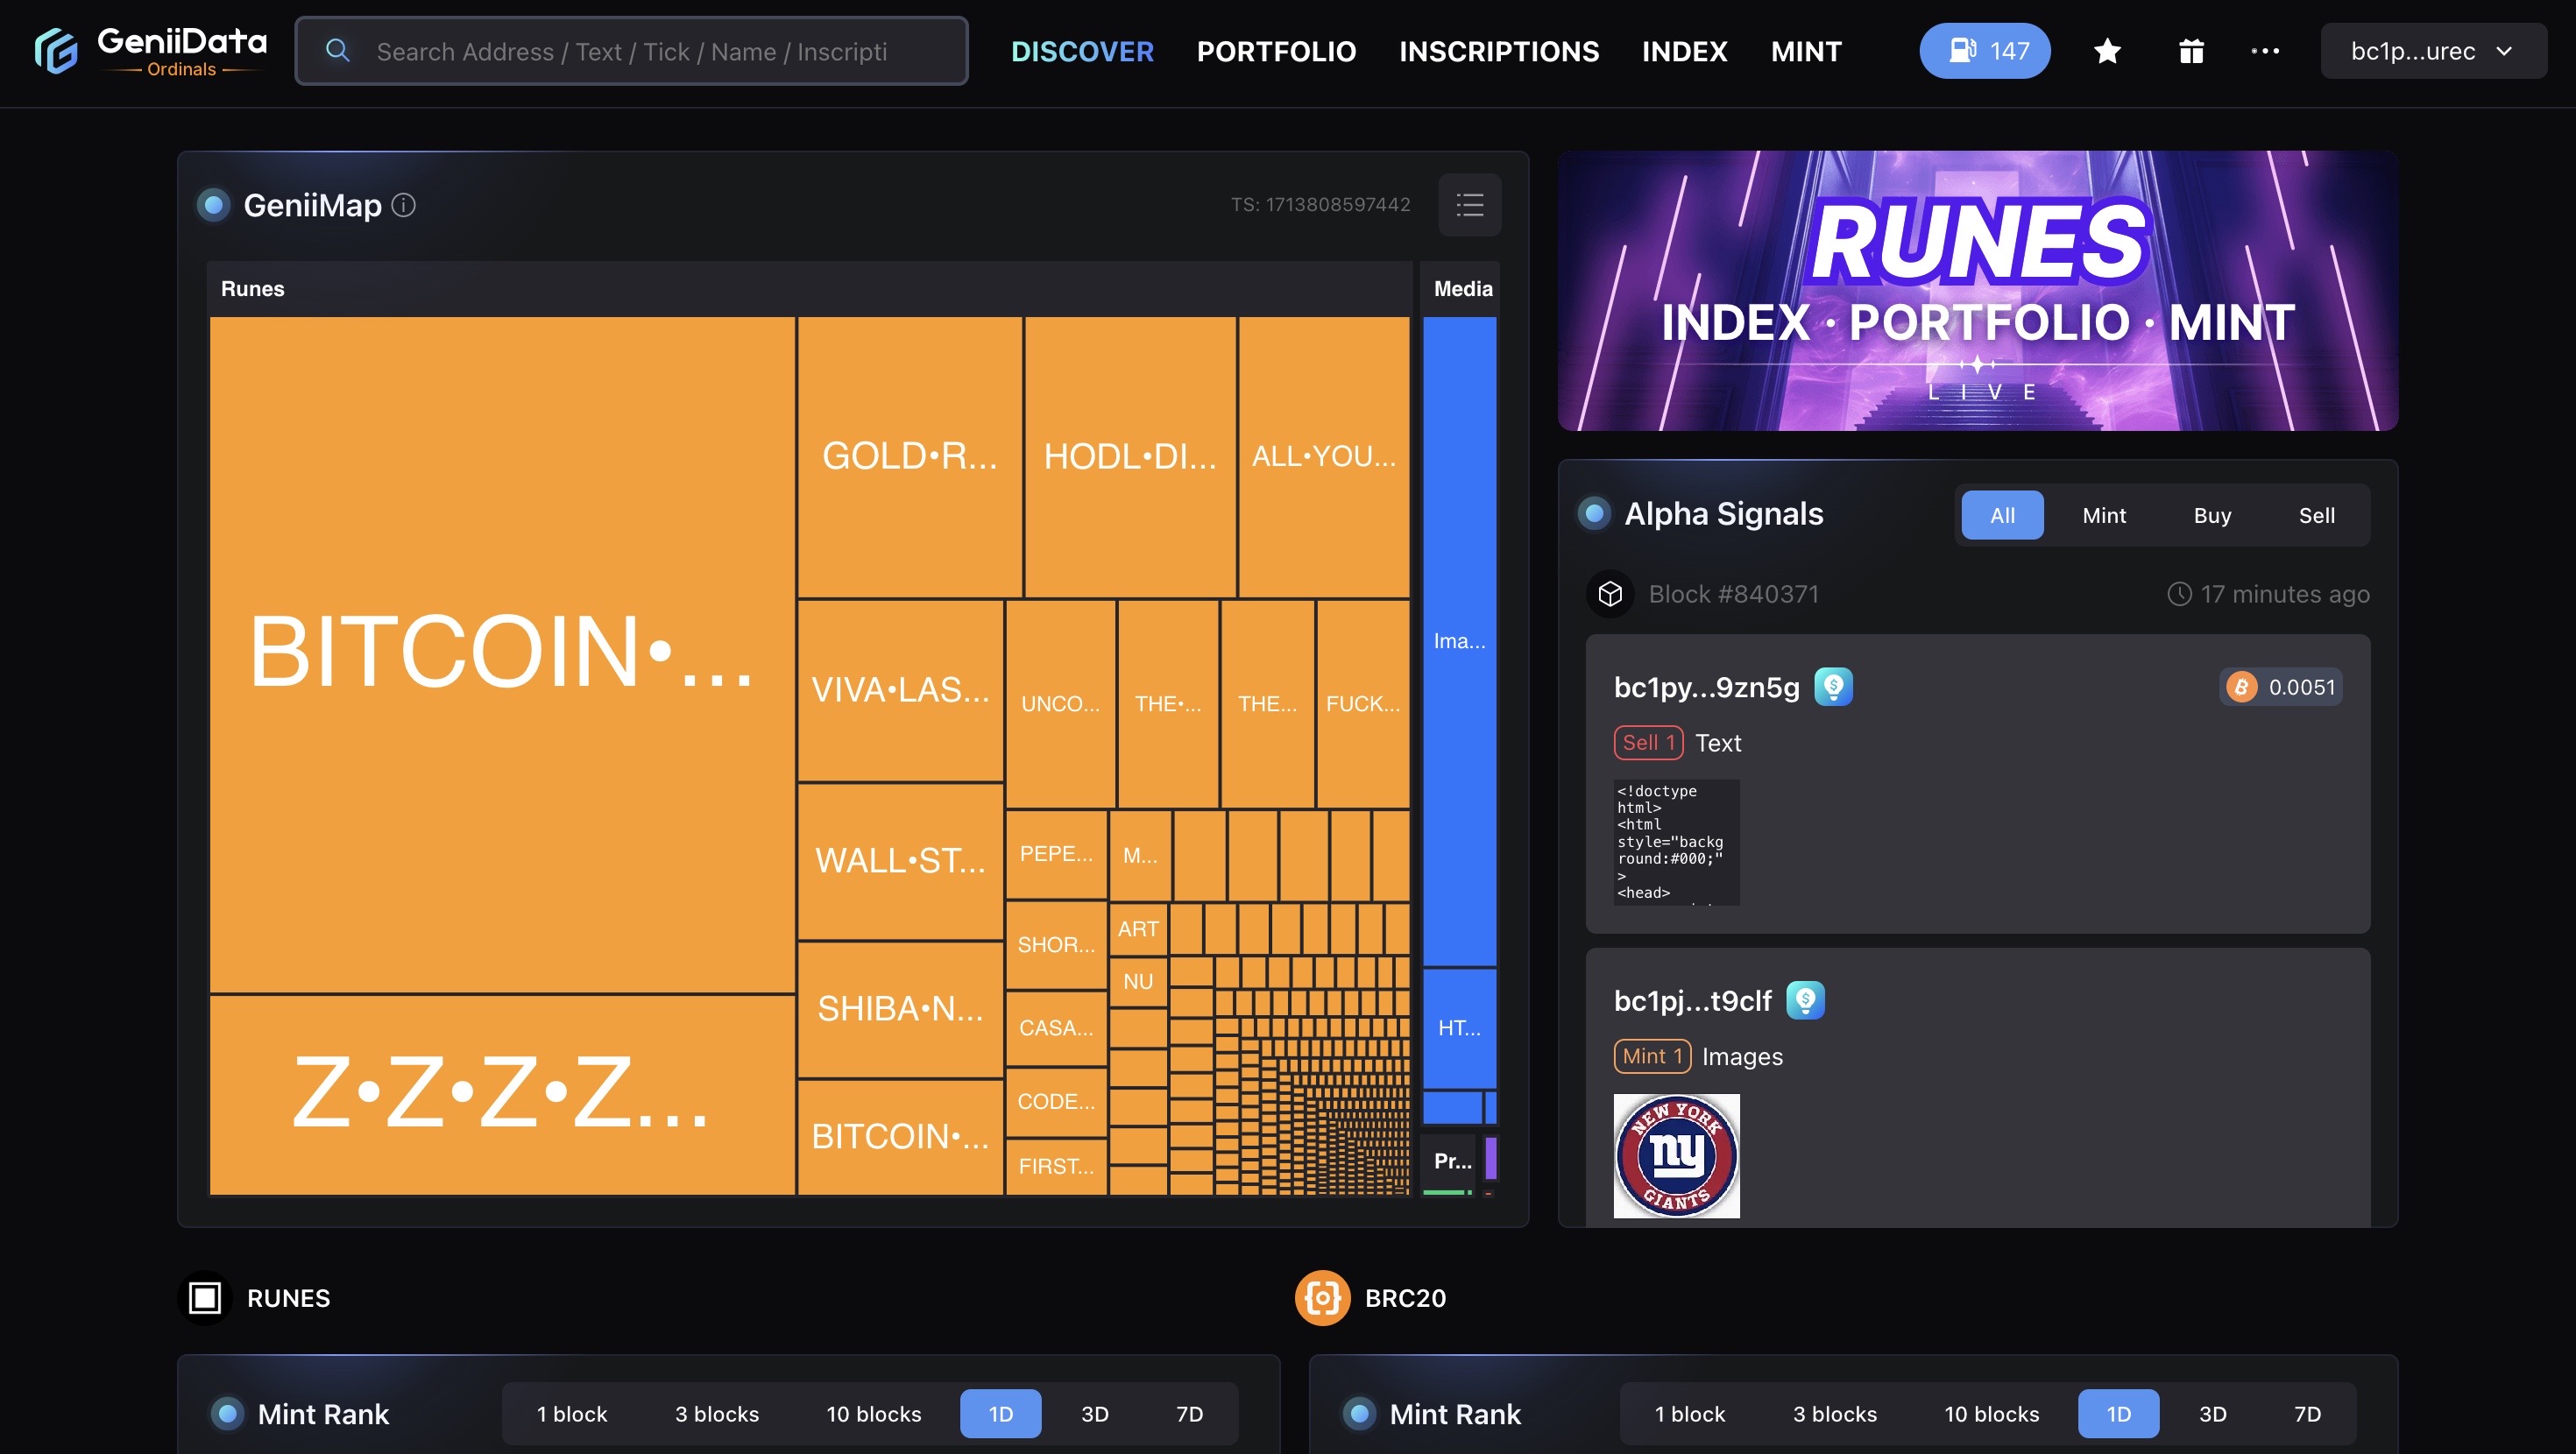 GeniiData
Ordinals
Search Address / Text / Tick / Name / Inscripti
DISCOVER
PORTFOLIO
INSCRIPTIONS
INDEX
MINT
147
bc1p...urec
GeniiMap
TS: 1713808597442
Runes
Media
BITCOIN•...
Z•Z•Z•Z...
GOLD•R...
HODL•DI...
ALL•YOU...
VIVA•LAS...
UNCO...
THE•...
THE...
FUCK...
WALL•ST...
PEPE...
M...
SHOR...
ART
NU
SHIBA•N...
CASA...
CODE...
BITCOIN•...
FIRST...
Ima...
HT...
Pr...
RUNES
INDEX · PORTFOLIO · MINT
LIVE
Alpha Signals
All
Mint
Buy
Sell
Block #840371
17 minutes ago
bc1py...9zn5g
0.0051
Sell 1
Text
<!doctype
html>
<html
style="backg
round:#000;"
>
<head>
bc1pj...t9clf
Mint 1
Images
NEW YORK
ny
GIANTS
RUNES
BRC20
Mint Rank
1 block
3 blocks
10 blocks
1D
3D
7D
Mint Rank
1 block
3 blocks
10 blocks
1D
3D
7D